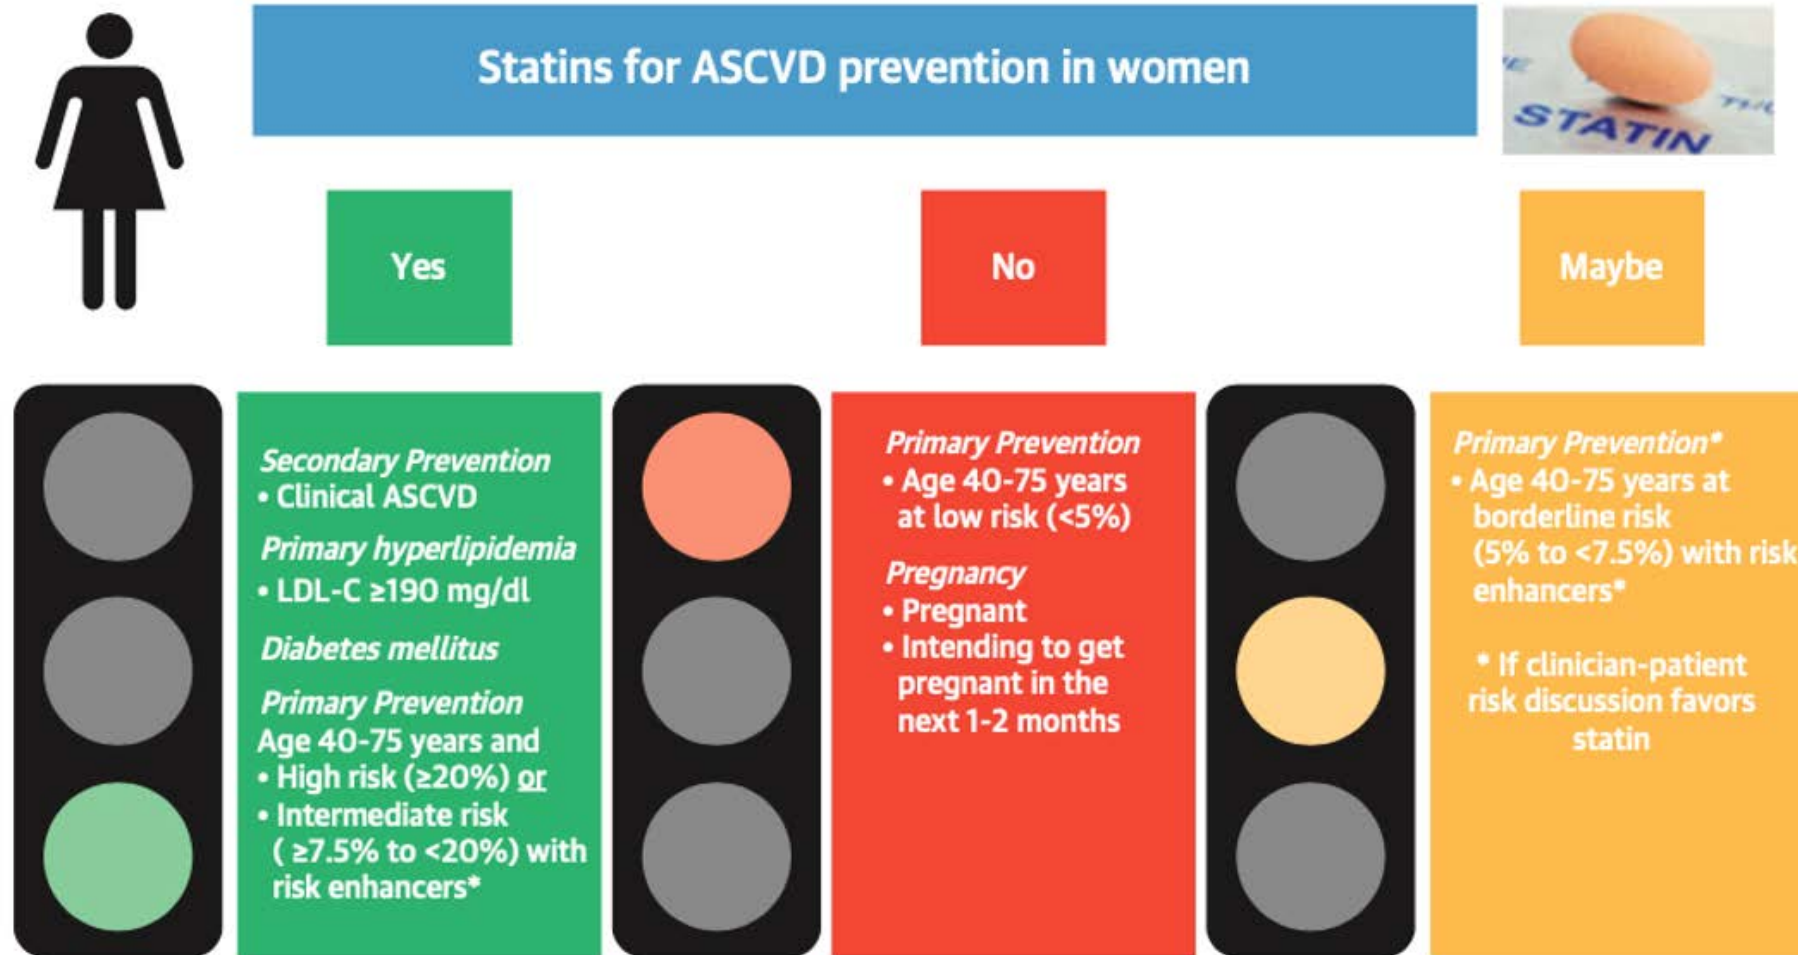 Statins for ASCVD prevention in women
STATIN
Yes
No
Maybe
Secondary Prevention
• Clinical ASCVD
Primary hyperlipidemia
• LDL-C ≥190 mg/dl
Diabetes mellitus
Primary Prevention
Age 40-75 years and
• High risk (≥20%) or
• Intermediate risk
( ≥7.5% to <20%) with
risk enhancers*
Primary Prevention
• Age 40-75 years
at low risk (<5%)
Pregnancy
• Pregnant
• Intending to get
pregnant in the
next 1-2 months
Primary Prevention*
• Age 40-75 years at
borderline risk
(5% to <7.5%) with risk
enhancers*
* If clinician-patient
risk discussion favors
statin